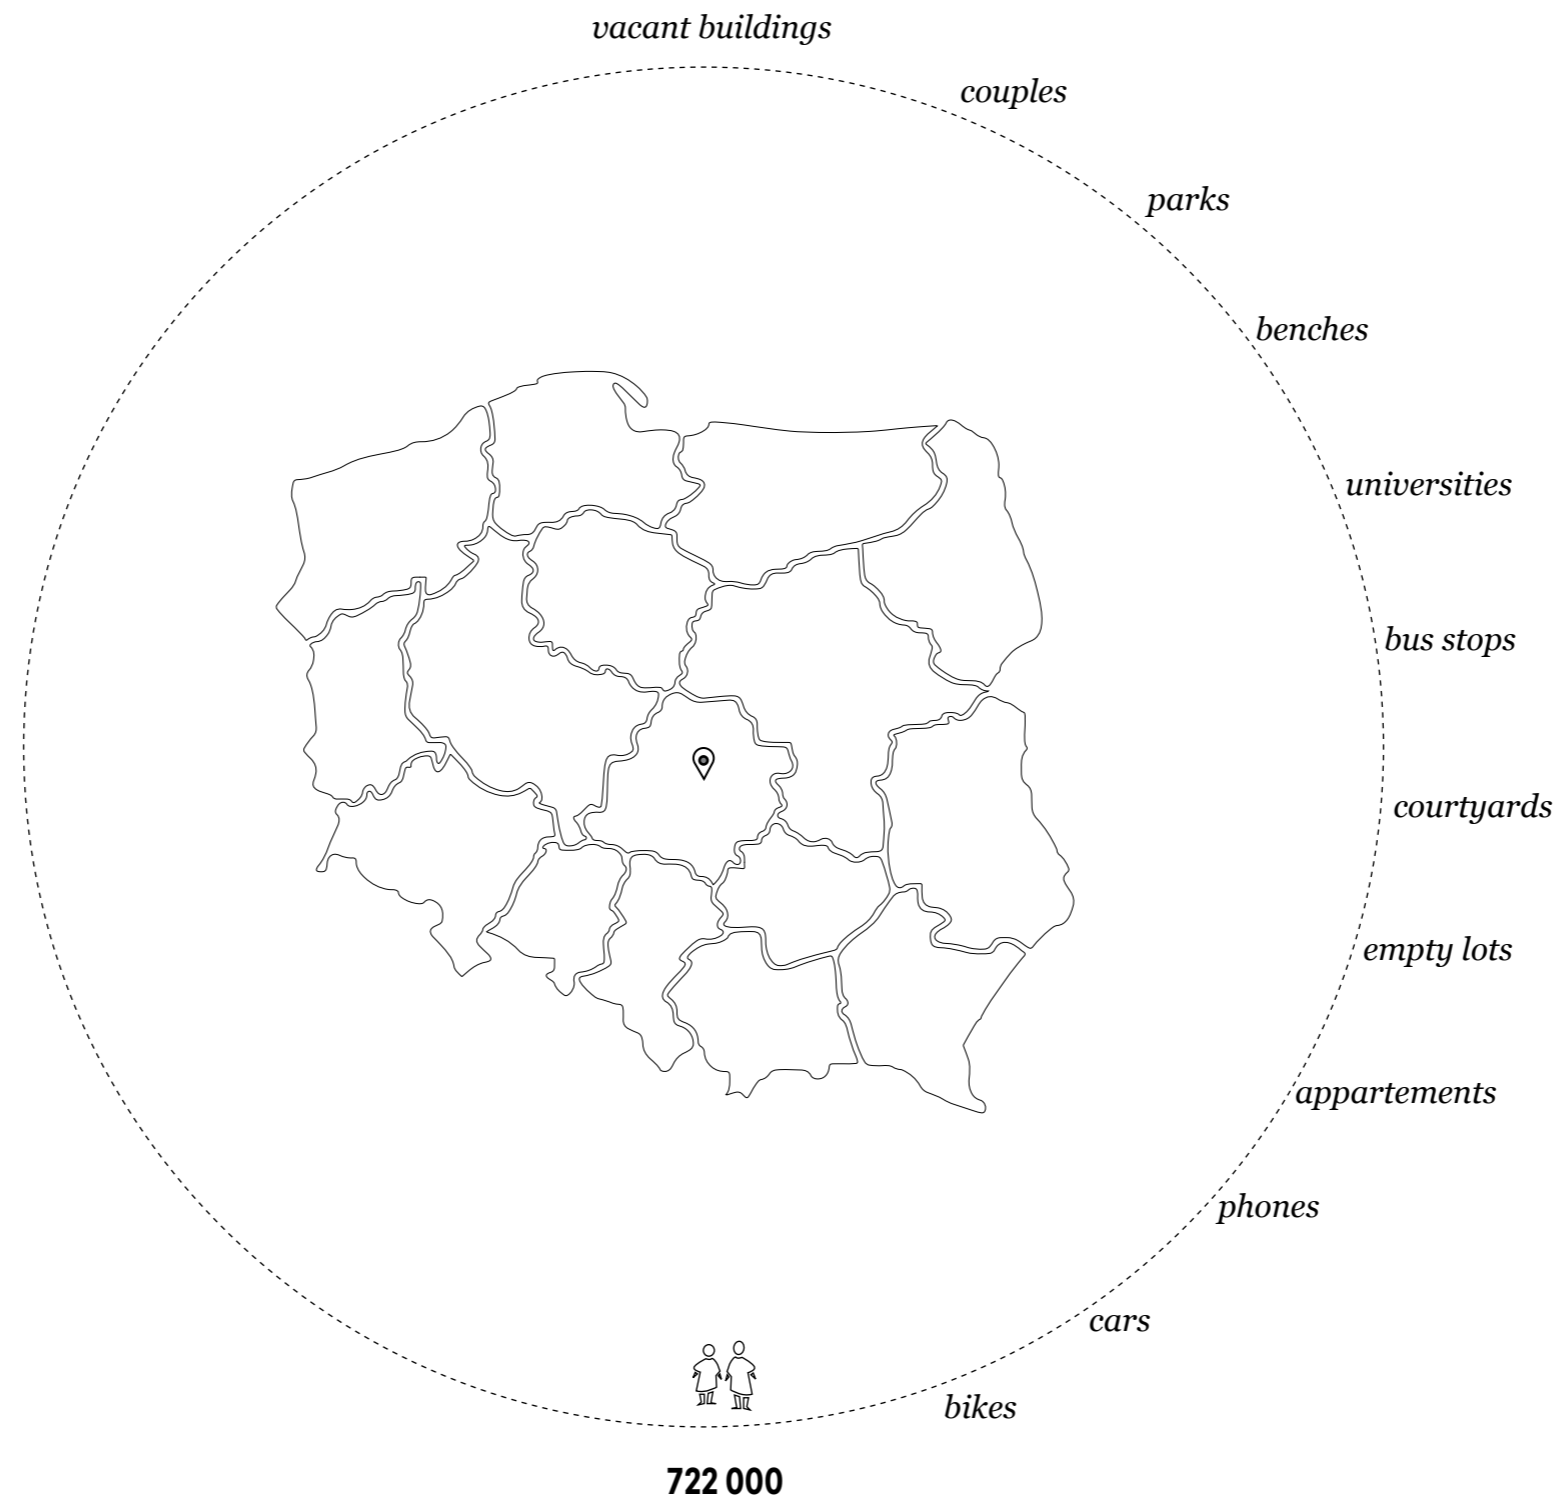 vacant buildings
couples
parks
benches
universities
bus stops
courtyards
empty lots
appartements
phones
cars
bikes
722 000